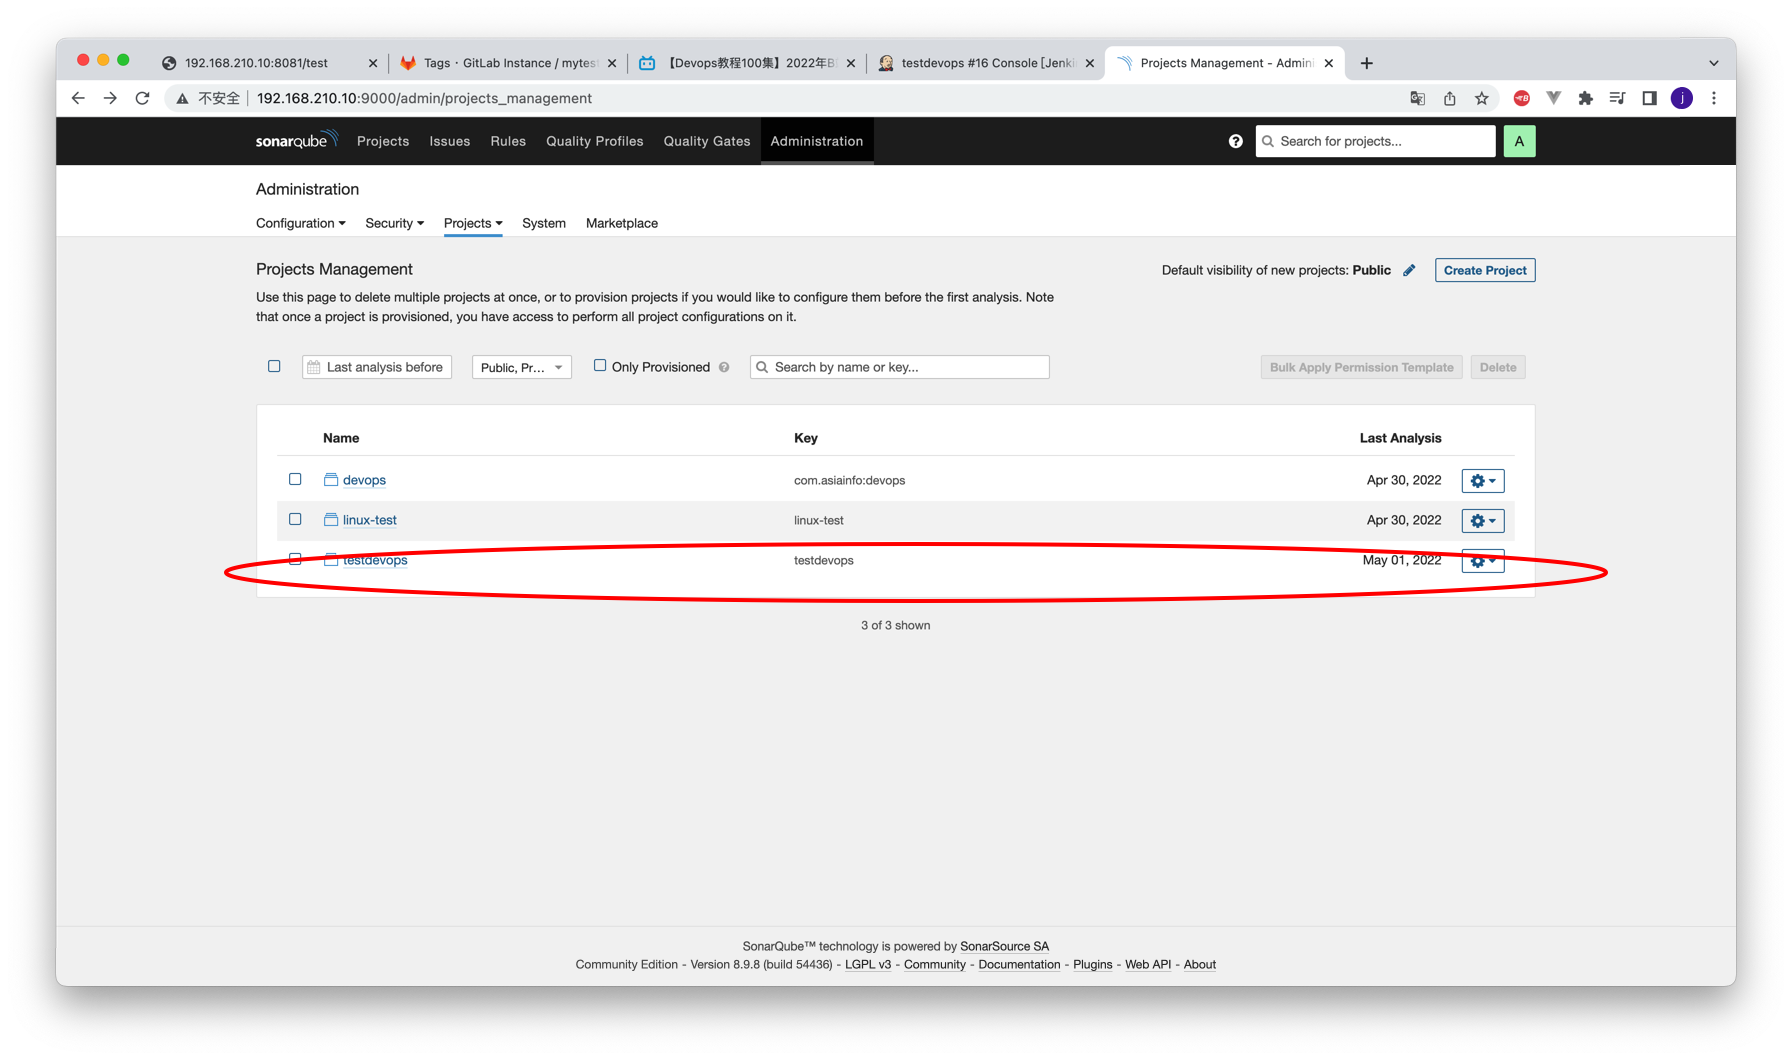 192.168.210.10:8081/test
Tags · GitLab Instance / mytest
【Devops教程100集】2022年B
testdevops #16 Console [Jenki
Projects Management - Admini
不安全 192.168.210.10:9000/admin/projects_management
j
sonarqube Projects Issues Rules Quality Profiles Quality Gates Administration Search for projects... A
Administration
Configuration Security Projects System Marketplace
Projects Management
Default visibility of new projects: Public Create Project
Use this page to delete multiple projects at once, or to provision projects if you would like to configure them before the first analysis. Note
that once a project is provisioned, you have access to perform all project configurations on it.
Last analysis before Public, Pr... Only Provisioned Search by name or key... Bulk Apply Permission Template Delete
Name Key Last Analysis
devops com.asiainfo:devops Apr 30, 2022
linux-test linux-test Apr 30, 2022
testdevops testdevops May 01, 2022
3 of 3 shown
SonarQube™ technology is powered by SonarSource SA
Community Edition - Version 8.9.8 (build 54436) - LGPL v3 - Community - Documentation - Plugins - Web API - About